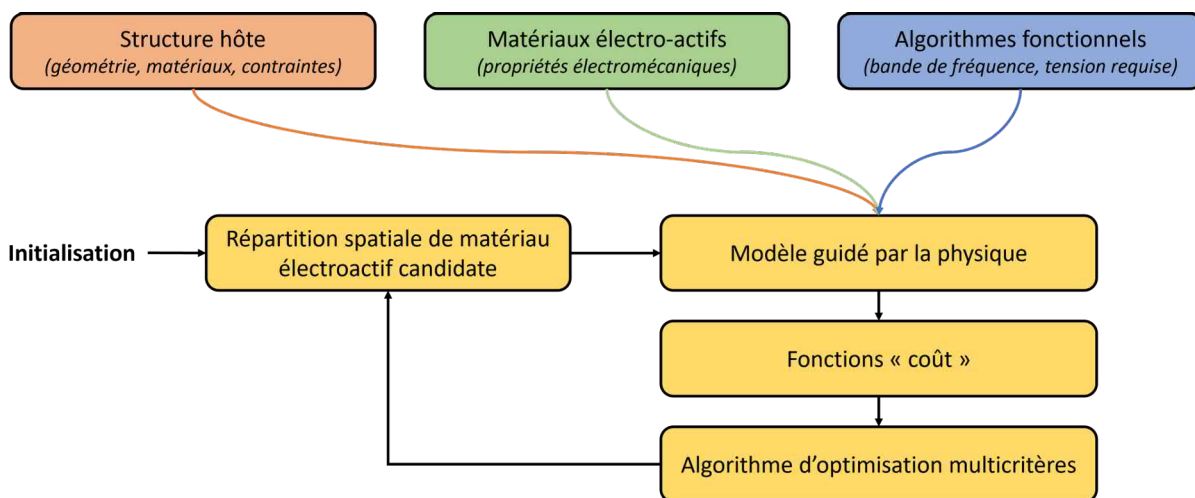 Structure hôte
(géométrie, matériaux, contraintes)
Matériaux électro-actifs
(propriétés électromécaniques)
Algorithmes fonctionnels
(bande de fréquence, tension requise)
Initialisation
Répartition spatiale de matériau
électroactif candidate
Modèle guidé par la physique
Fonctions « coût »
Algorithme d’optimisation multicritères